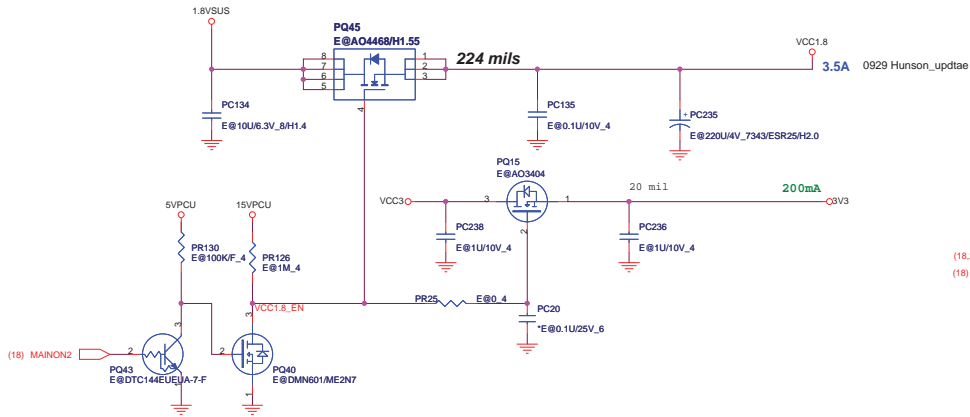 1.8VSUS
PQ45
E@AO4468/H1.55
8
7
6
5
1
2
3
4
224 mils
VCC1.8
3.5A
0929 Hunson_updtae
PC134
E@10U/6.3V_8/H1.4
PC135
E@0.1U/10V_4
+
PC235
E@220U/4V_7343/ESR25/H2.0
PQ15
E@AO3404
VCC3
3
1
2
20 mil
200mA
3V3
PC238
E@1U/10V_4
PC236
E@1U/10V_4
5VPCU
15VPCU
PR130
E@100K/F_4
PR126
E@1M_4
VCC1.8_EN
PR25
E@0_4
PC20
*E@0.1U/25V_6
(18) MAINON2
2
3
1
PQ43
E@DTC144EUEUA-7-F
2
3
1
PQ40
E@DMN601/ME2N7
(18,
(18)